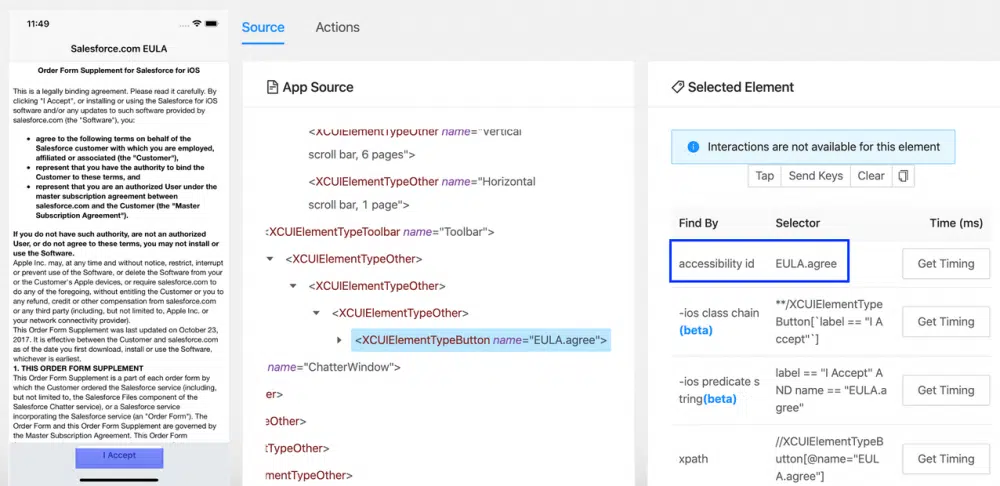 11:49
Salesforce.com EULA
Order Form Supplement for Salesforce for iOS
This is a legally binding agreement. Please read it carefully. By
clicking "I Accept", or installing or using the Salesforce for iOS
software and/or any updates to such software provided by
salesforce.com (the "Software"), you:
• agree to the following terms on behalf of the
Salesforce customer with which you are employed,
affiliated or associated (the "Customer"),
• represent that you have the authority to bind the
Customer to these terms, and
• represent that you are an authorized User under the
master subscription agreement between
salesforce.com and the Customer (the "Master
Subscription Agreement").
If you do not have such authority, are not an authorized
User, or do not agree to these terms, you may not install or
use the Software.
Apple Inc. may, at any time and without notice, restrict, interrupt
or prevent use of the Software, or delete the Software from your
or the Customer's Apple devices, or require salesforce.com to
do any of the foregoing, without entitling the Customer or you to
any refund, credit or other compensation from salesforce.com
or any third party (including, but not limited to, Apple Inc. or
your network connectivity provider).
This Order Form Supplement was last updated on October 23,
2017. It is effective between the Customer and salesforce.com
as of the date you first download, install or use the Software,
whichever is earliest.
1. THIS ORDER FORM SUPPLEMENT
This Order Form Supplement is a part of each order form by
which the Customer ordered the Salesforce service (including,
but not limited to, the Salesforce Files component of the
Salesforce Chatter service), or a Salesforce service
incorporating the Salesforce service (an "Order Form"). The
Order Form and this Order Form Supplement are governed by
the Master Subscription Agreement. This Order Form
I Accept
Source
Actions
App Source
<XCUIElementTypeOther name="Vertical
scroll bar, 6 pages">
<XCUIElementTypeOther name="Horizontal
scroll bar, 1 page">
<XCUIElementTypeToolbar name="Toolbar">
<XCUIElementTypeOther>
<XCUIElementTypeOther>
<XCUIElementTypeOther>
<XCUIElementTypeButton name="EULA.agree">
name="ChatterWindow">
er>
eOther>
tTypeOther>
mentTypeOther>
Selected Element
Interactions are not available for this element
Tap
Send Keys
Clear
Find By
Selector
Time (ms)
accessibility id
EULA.agree
Get Timing
-ios class chain
(beta)
**/XCUIElementType
Button[`label == "I A
ccept"`]
Get Timing
-ios predicate s
tring(beta)
label == "I Accept" A
ND name == "EULA.a
gree"
Get Timing
xpath
//XCUIElementTypeB
utton[@name="EUL
A.agree"]
Get Timing